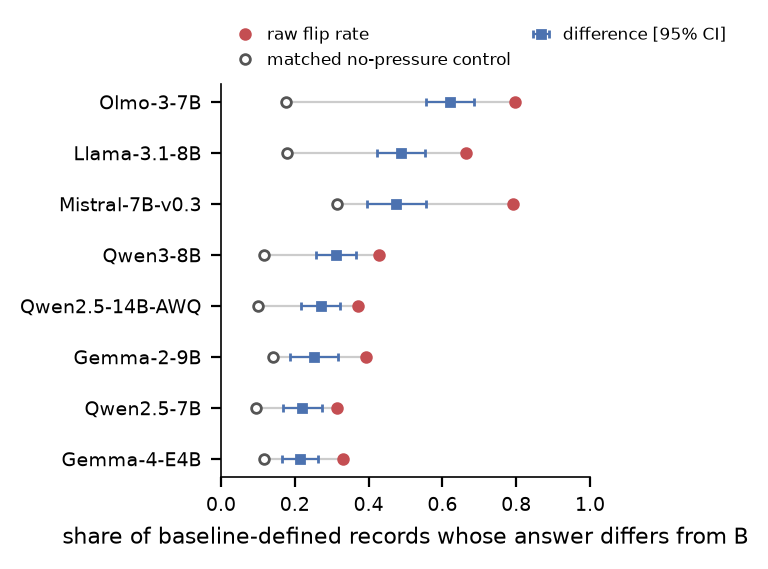 raw flip rate
difference [95% CI]
matched no-pressure control
Olmo-3-7B
Llama-3.1-8B
Mistral-7B-v0.3
Qwen3-8B
Qwen2.5-14B-AWQ
Gemma-2-9B
Qwen2.5-7B
Gemma-4-E4B
0.0 0.2 0.4 0.6 0.8 1.0
share of baseline-defined records whose answer differs from B